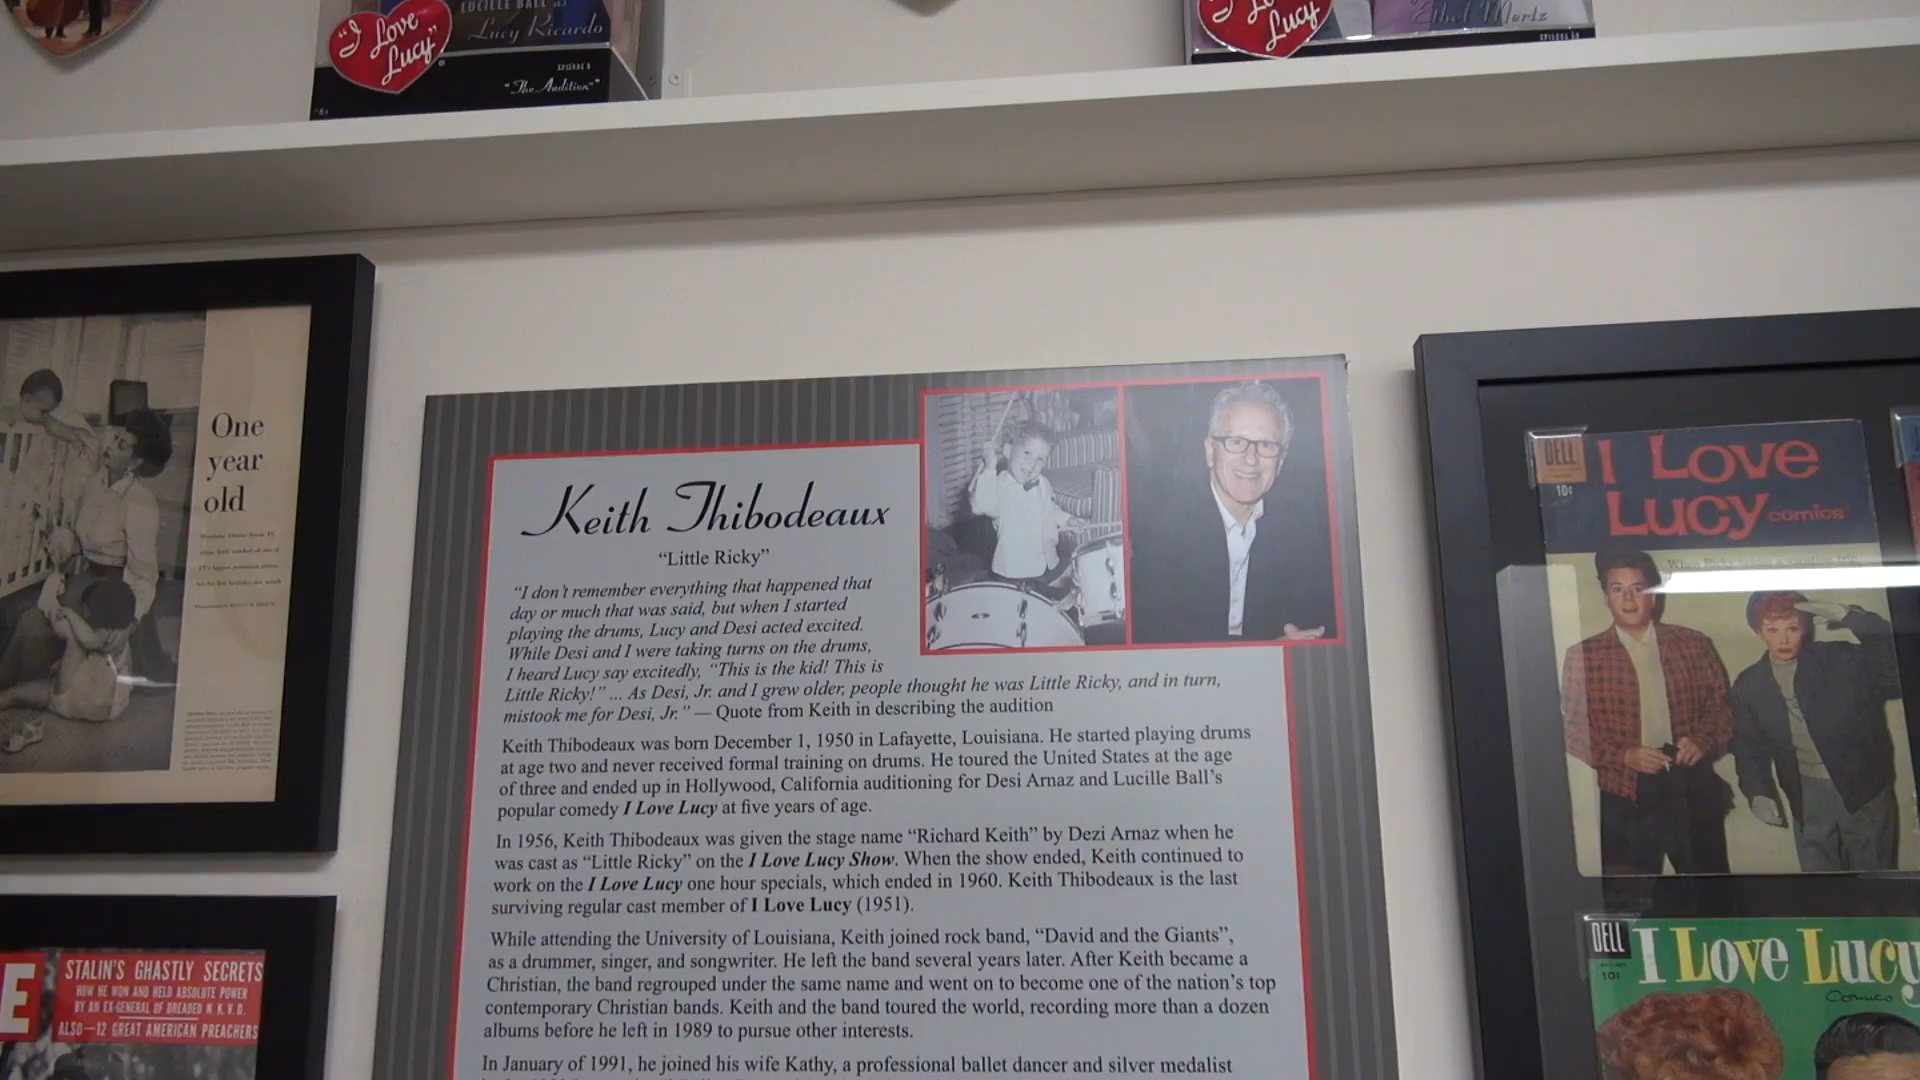 "I Love Lucy"
LUCILLE BALL as
Lucy Ricardo
EPISODE 8
"The Audition"
Lucy
Ethel Mertz
One
year
old
Keith Thibodeaux
“Little Ricky”
“I don’t remember everything that happened that
day or much that was said, but when I started
playing the drums, Lucy and Desi acted excited.
While Desi and I were taking turns on the drums,
I heard Lucy say excitedly, “This is the kid! This is
Little Ricky!” ... As Desi, Jr. and I grew older, people thought he was Little Ricky, and in turn,
mistook me for Desi, Jr.” — Quote from Keith in describing the audition
Keith Thibodeaux was born December 1, 1950 in Lafayette, Louisiana. He started playing drums
at age two and never received formal training on drums. He toured the United States at the age
of three and ended up in Hollywood, California auditioning for Desi Arnaz and Lucille Ball’s
popular comedy I Love Lucy at five years of age.
In 1956, Keith Thibodeaux was given the stage name “Richard Keith” by Dezi Arnaz when he
was cast as “Little Ricky” on the I Love Lucy Show. When the show ended, Keith continued to
work on the I Love Lucy one hour specials, which ended in 1960. Keith Thibodeaux is the last
surviving regular cast member of I Love Lucy (1951).
While attending the University of Louisiana, Keith joined rock band, “David and the Giants”,
as a drummer, singer, and songwriter. He left the band several years later. After Keith became a
Christian, the band regrouped under the same name and went on to become one of the nation’s top
contemporary Christian bands. Keith and the band toured the world, recording more than a dozen
albums before he left in 1989 to pursue other interests.
In January of 1991, he joined his wife Kathy, a professional ballet dancer and silver medalist
E
STALIN'S GHASTLY SECRETS
HOW HE WON AND HELD ABSOLUTE POWER
BY AN EX-GENERAL OF DREADED N.K.V.D.
ALSO—12 GREAT AMERICAN PREACHERS
DELL
10¢
I LOVE
LUCY comics
DELL
10¢
I Love Lucy
Comics